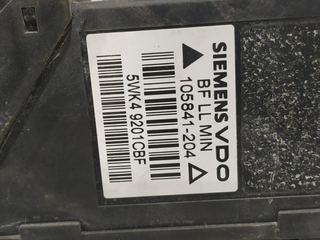 SIEMENS VDO
BF LL MIN
105841-204
5WK4 9201CBF